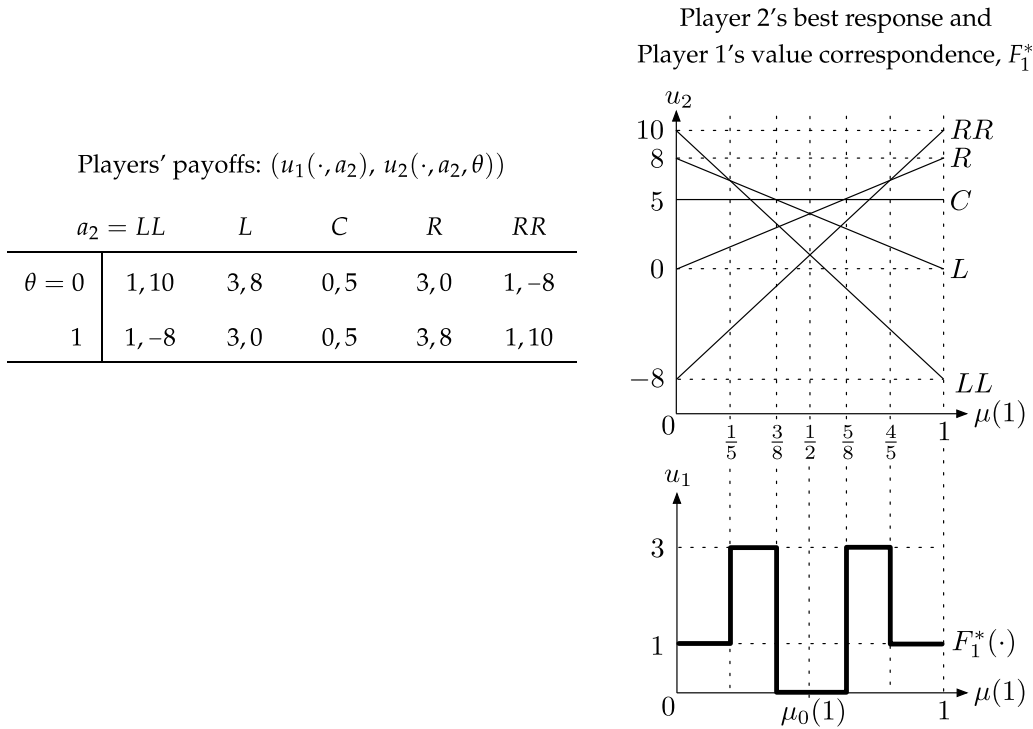 Player 2's best response and
Player 1's value correspondence, F₁*
Players' payoffs: (u₁(·,a₂), u₂(·,a₂,θ))
a₂ = LL L C R RR
θ = 0 1,10 3,8 0,5 3,0 1,–8
1 1,–8 3,0 0,5 3,8 1,10
u₂
10 RR
8 R
5 C
0 L
−8 LL
0 μ(1)
1/5 3/8 1/2 5/8 4/5 1
u₁
3
1 F₁*(·)
0 μ₀(1) 1 μ(1)